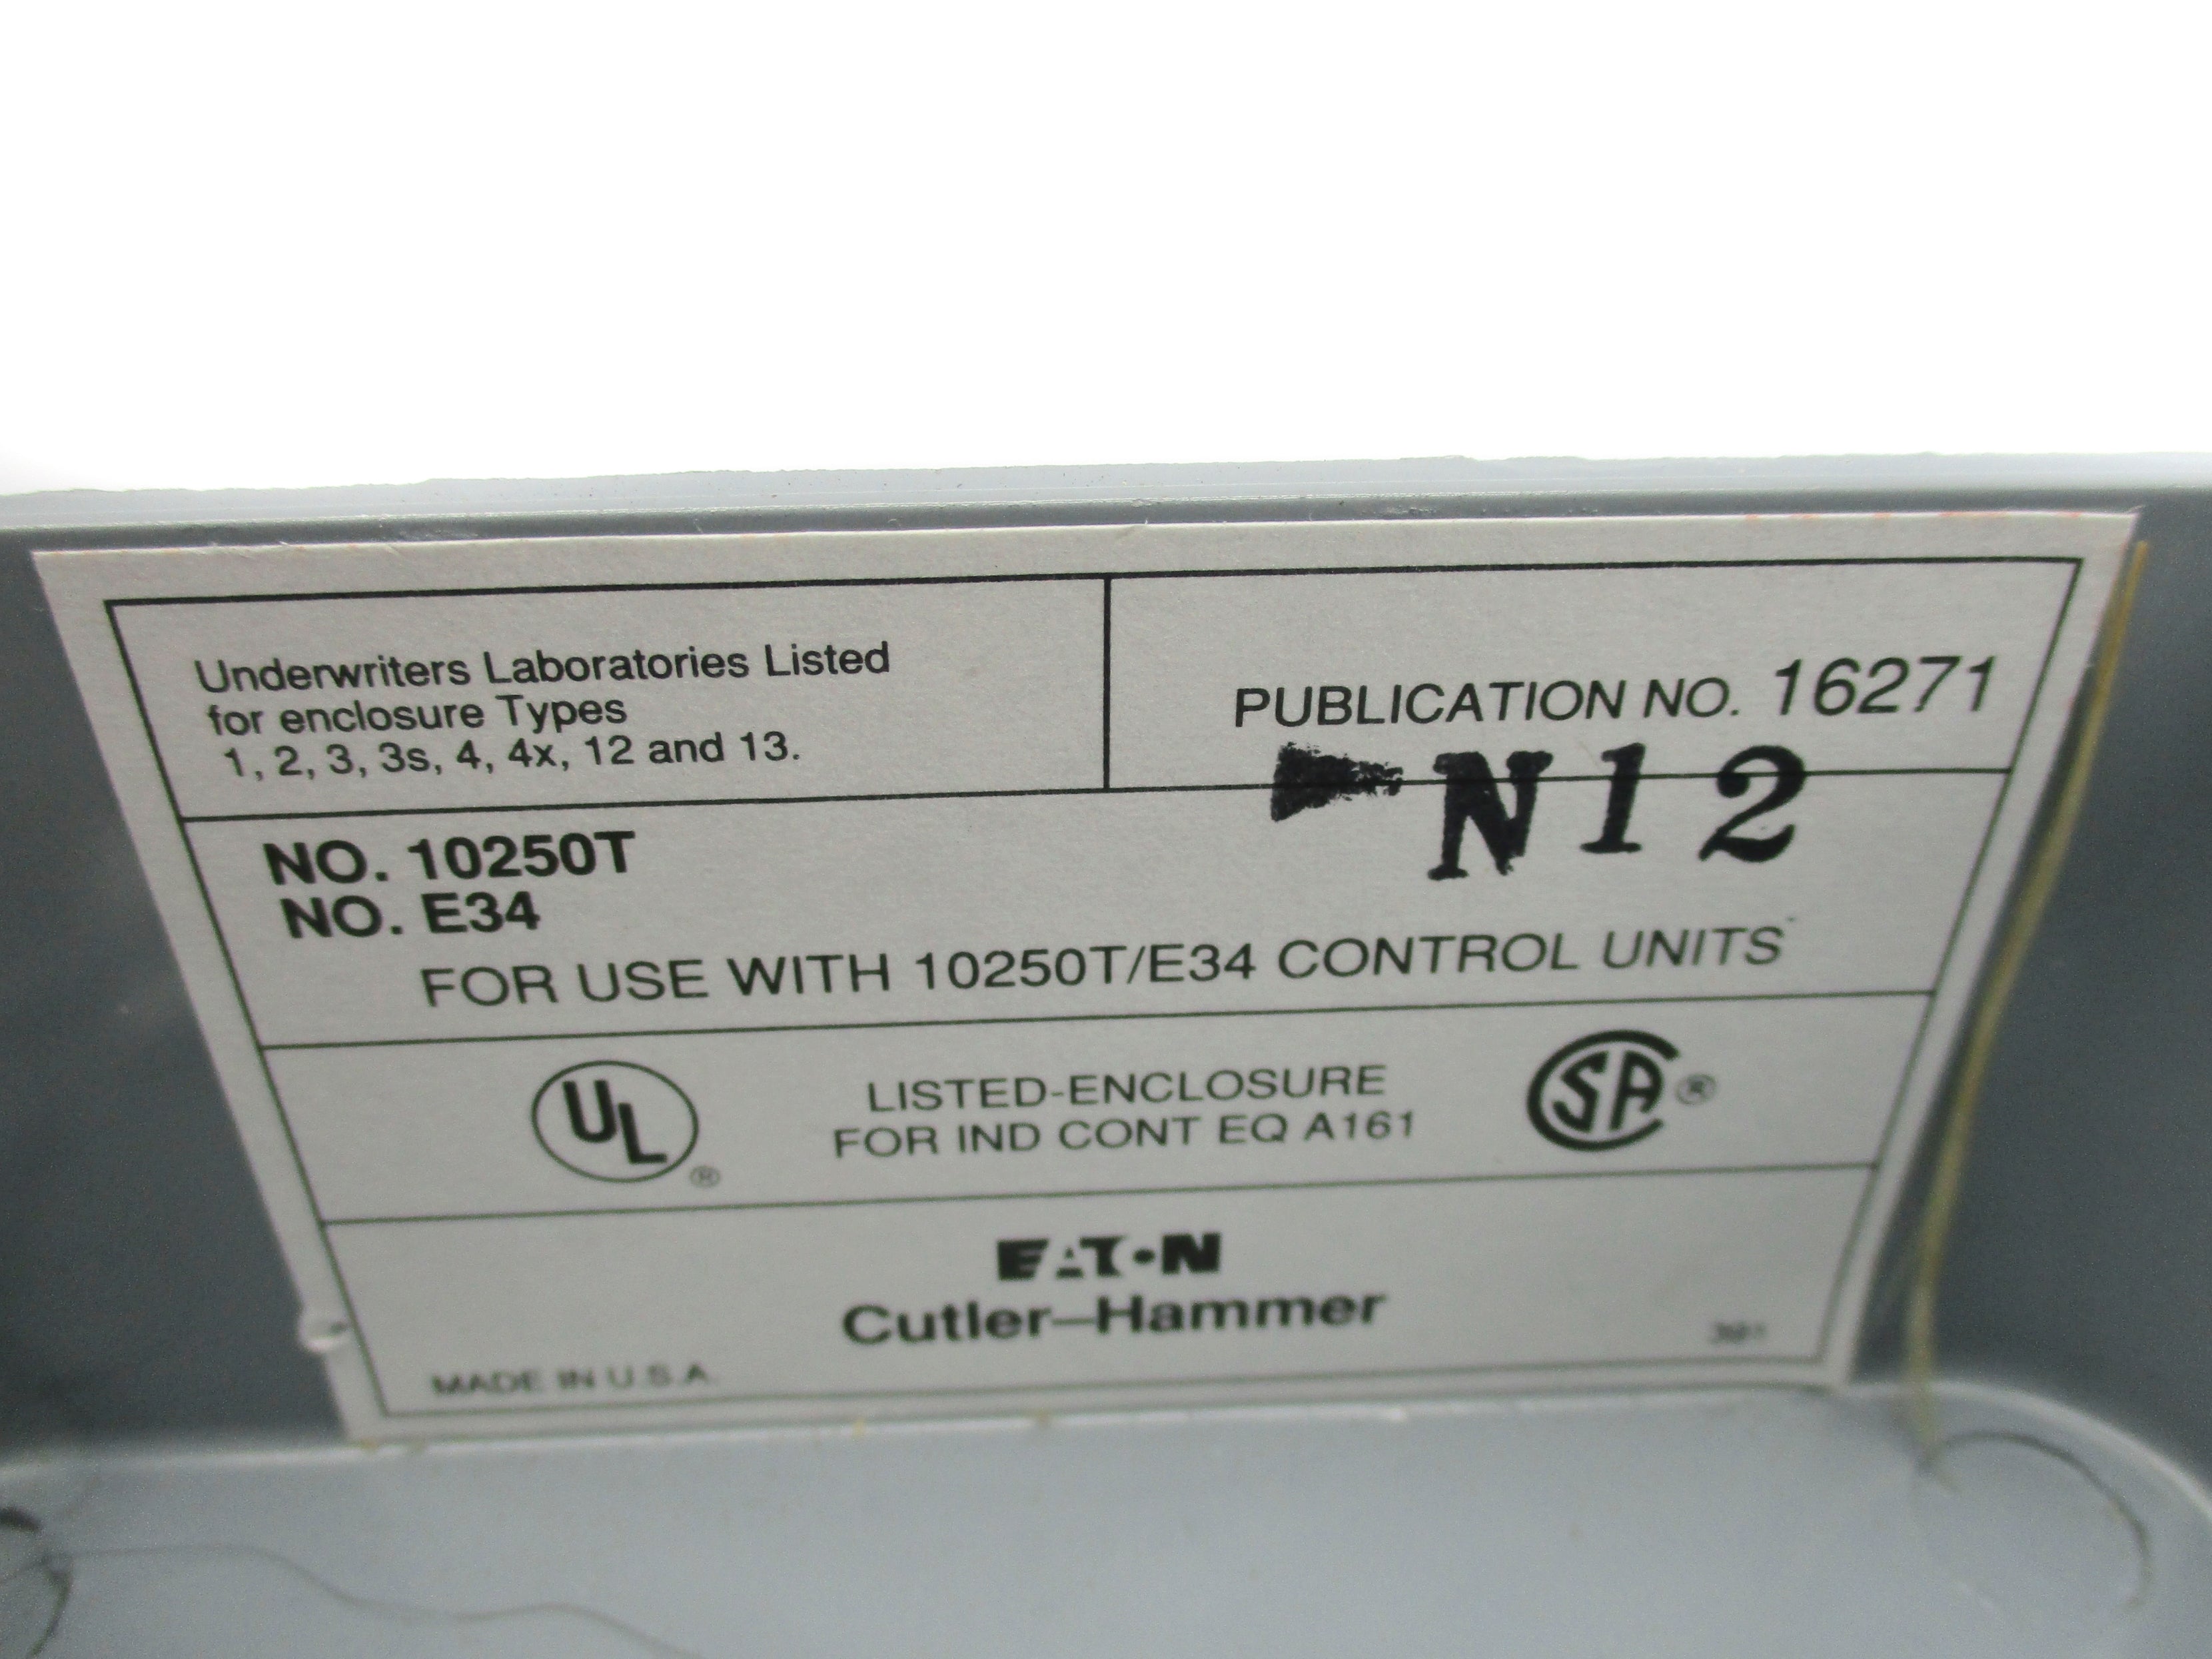 Underwriters Laboratories Listed
for enclosure Types
1, 2, 3, 3s, 4, 4x, 12 and 13.
PUBLICATION NO. 16271
N12
NO. 10250T
NO. E34
FOR USE WITH 10250T/E34 CONTROL UNITS
UL ®
LISTED-ENCLOSURE
FOR IND CONT EQ A161
SA ®
EATON
Cutler-Hammer
MADE IN U.S.A.